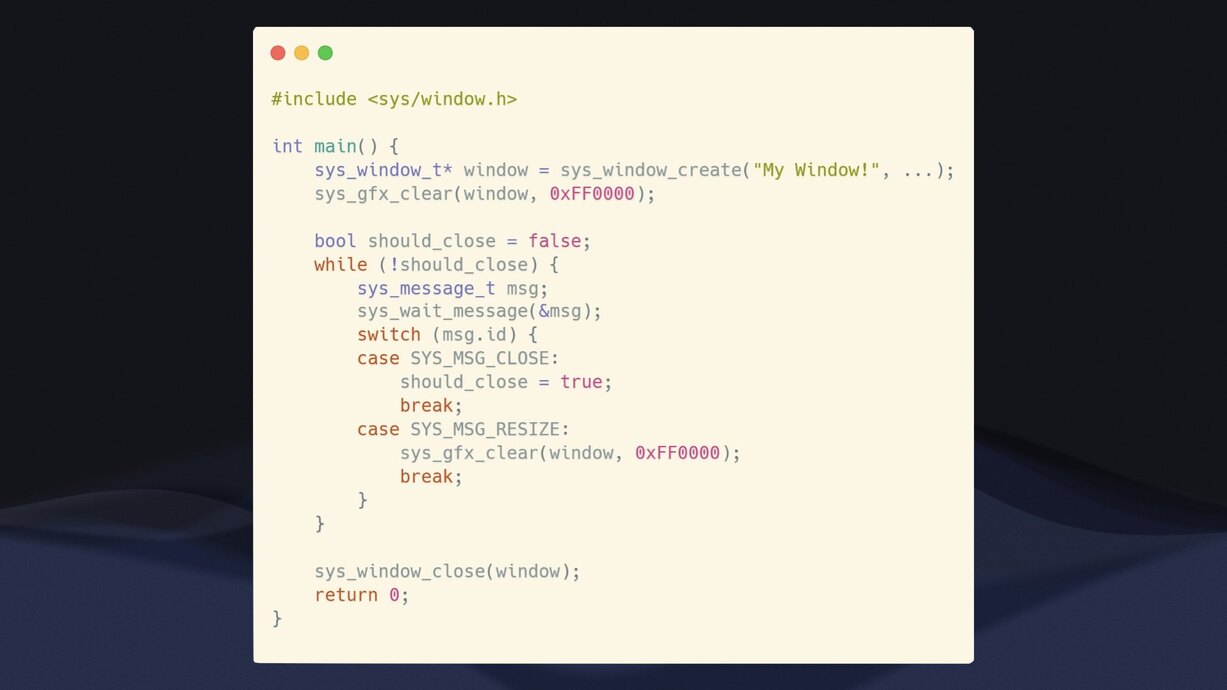 #include <sys/window.h>

int main() {
    sys_window_t* window = sys_window_create("My Window!", ...);
    sys_gfx_clear(window, 0xFF0000);

    bool should_close = false;
    while (!should_close) {
        sys_message_t msg;
        sys_wait_message(&msg);
        switch (msg.id) {
        case SYS_MSG_CLOSE:
            should_close = true;
            break;
        case SYS_MSG_RESIZE:
            sys_gfx_clear(window, 0xFF0000);
            break;
        }
    }

    sys_window_close(window);
    return 0;
}